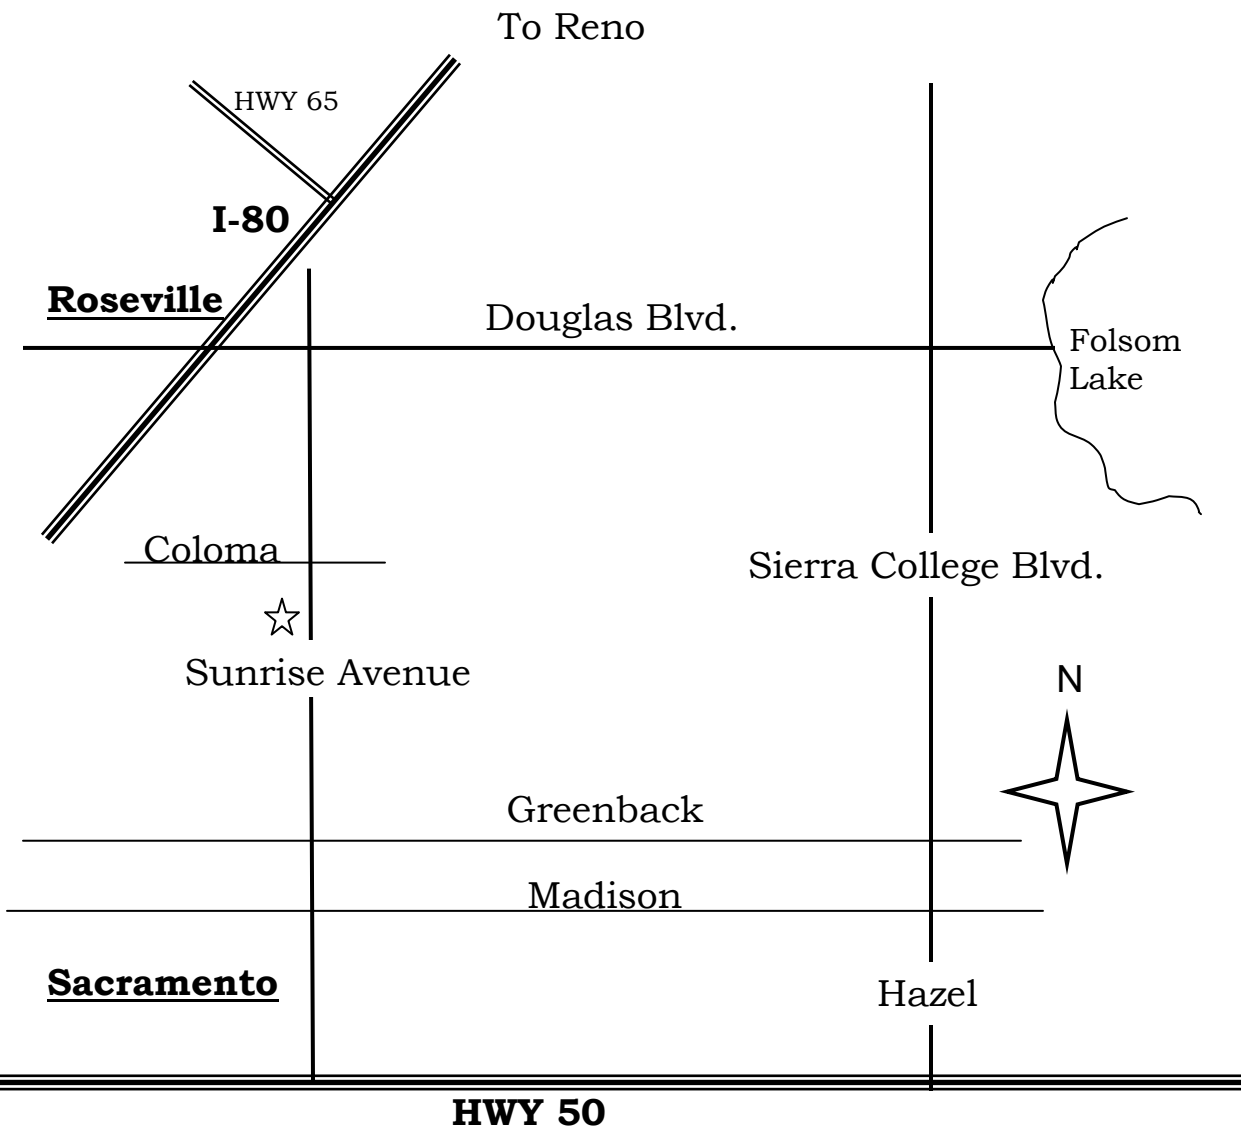 To Reno
HWY 65
I-80
Roseville
Douglas Blvd.
Folsom
Lake
Coloma
Sierra College Blvd.
Sunrise Avenue
N
Greenback
Madison
Sacramento
Hazel
HWY 50